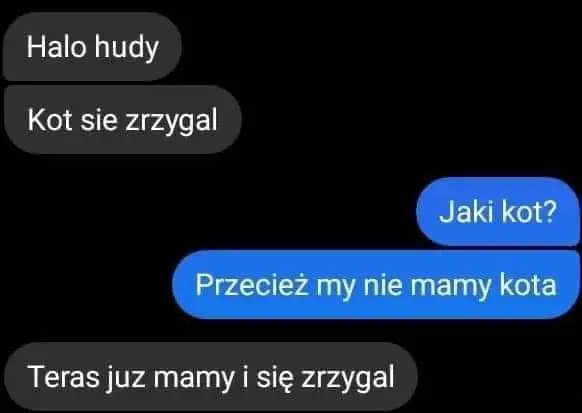 Halo hudy
Kot sie zrzygal
Jaki kot?
Przecież my nie mamy kota
Teras juz mamy i się zrzygal